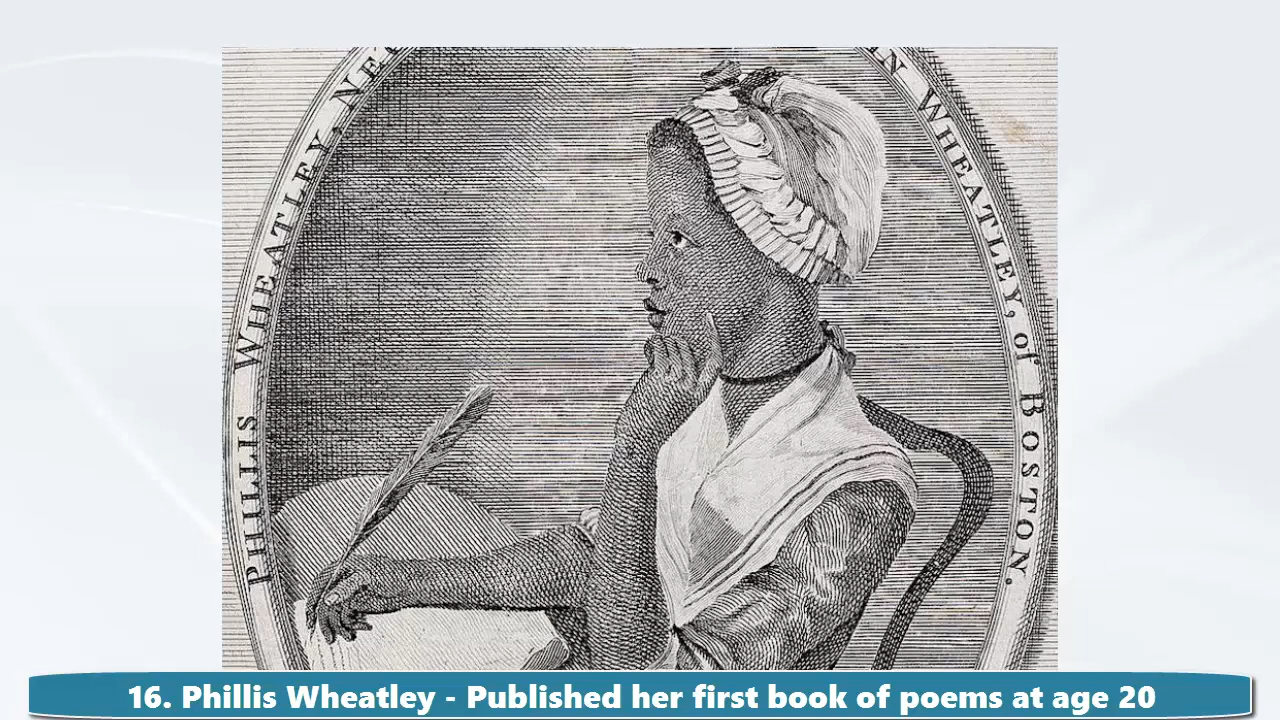 PHILLIS WHEATLEY, NE
N WHEATLEY, of BOSTON.
16. Phillis Wheatley - Published her first book of poems at age 20